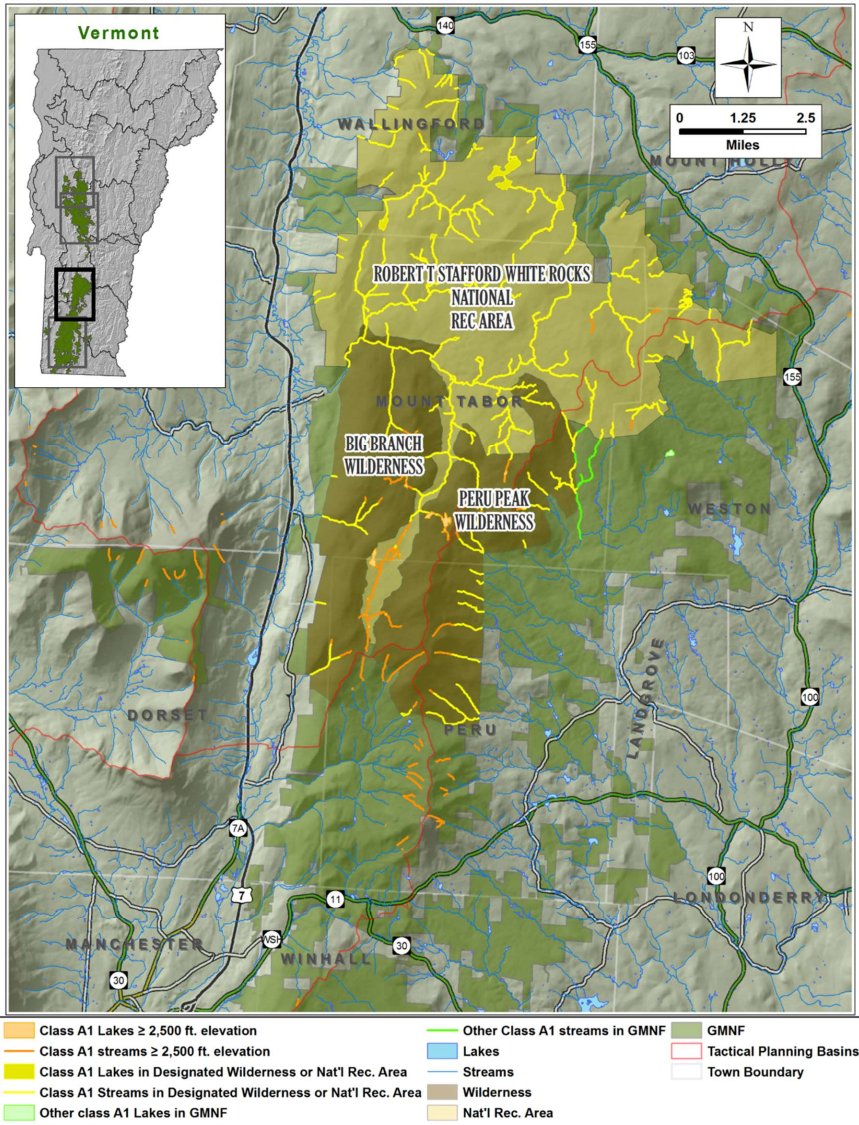 Vermont
140
155
103
N
0 1.25 2.5
Miles
WALLINGFORD
MOUNT HOLLY
ROBERT T STAFFORD WHITE ROCKS
NATIONAL
REC AREA
155
MOUNT TABOR
BIG BRANCH
WILDERNESS
PERU PEAK
WILDERNESS
WESTON
DORSET
PERU
LANDGROVE
100
7A
7
11
100
LONDONDERRY
MANCHESTER
VSH
30
WINHALL
30
Class A1 Lakes ≥ 2,500 ft. elevation
Class A1 streams ≥ 2,500 ft. elevation
Class A1 Lakes in Designated Wilderness or Nat'l Rec. Area
Class A1 Streams in Designated Wilderness or Nat'l Rec. Area
Other class A1 Lakes in GMNF
Other Class A1 streams in GMNF
Lakes
Streams
Wilderness
Nat'l Rec. Area
GMNF
Tactical Planning Basins
Town Boundary